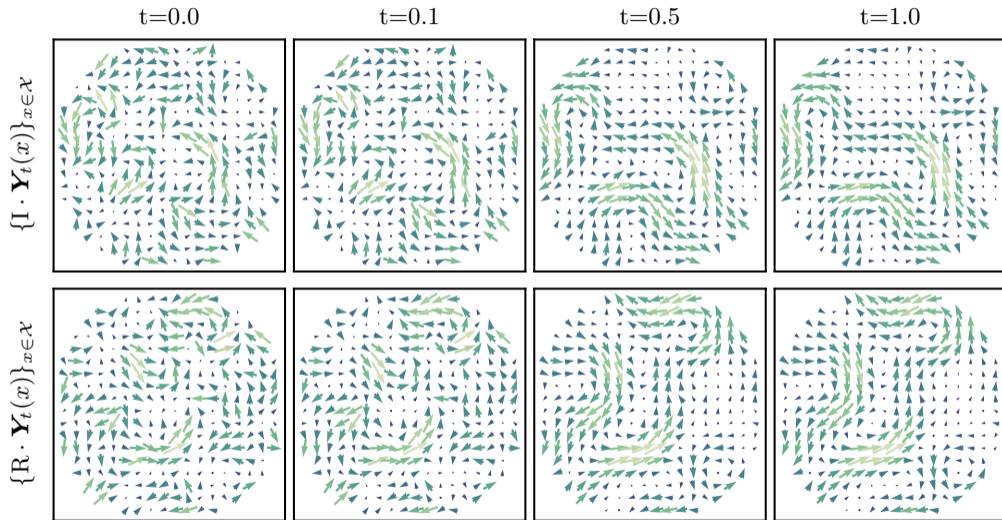 t=0.0 t=0.1 t=0.5 t=1.0
{I · Y_t(x)}_{x∈𝒳}
{R · Y_t(x)}_{x∈𝒳}